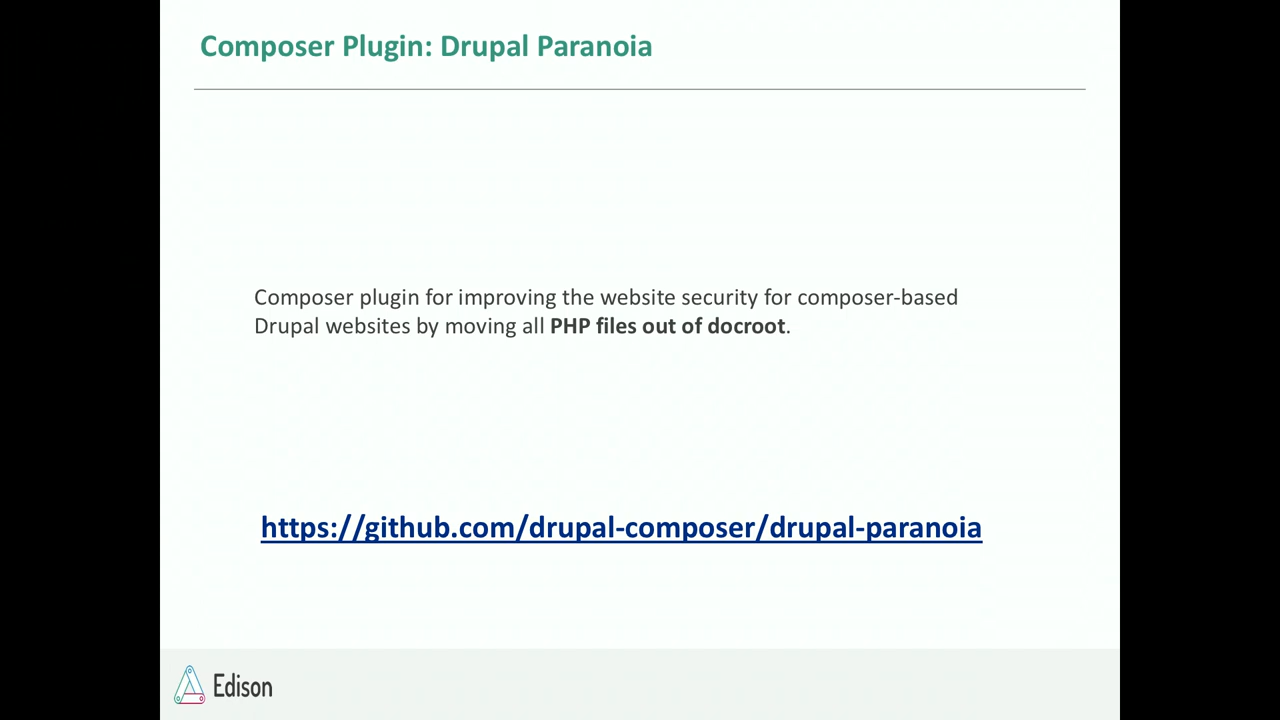 Composer Plugin: Drupal Paranoia
Composer plugin for improving the website security for composer-based
Drupal websites by moving all PHP files out of docroot.
https://github.com/drupal-composer/drupal-paranoia
Edison